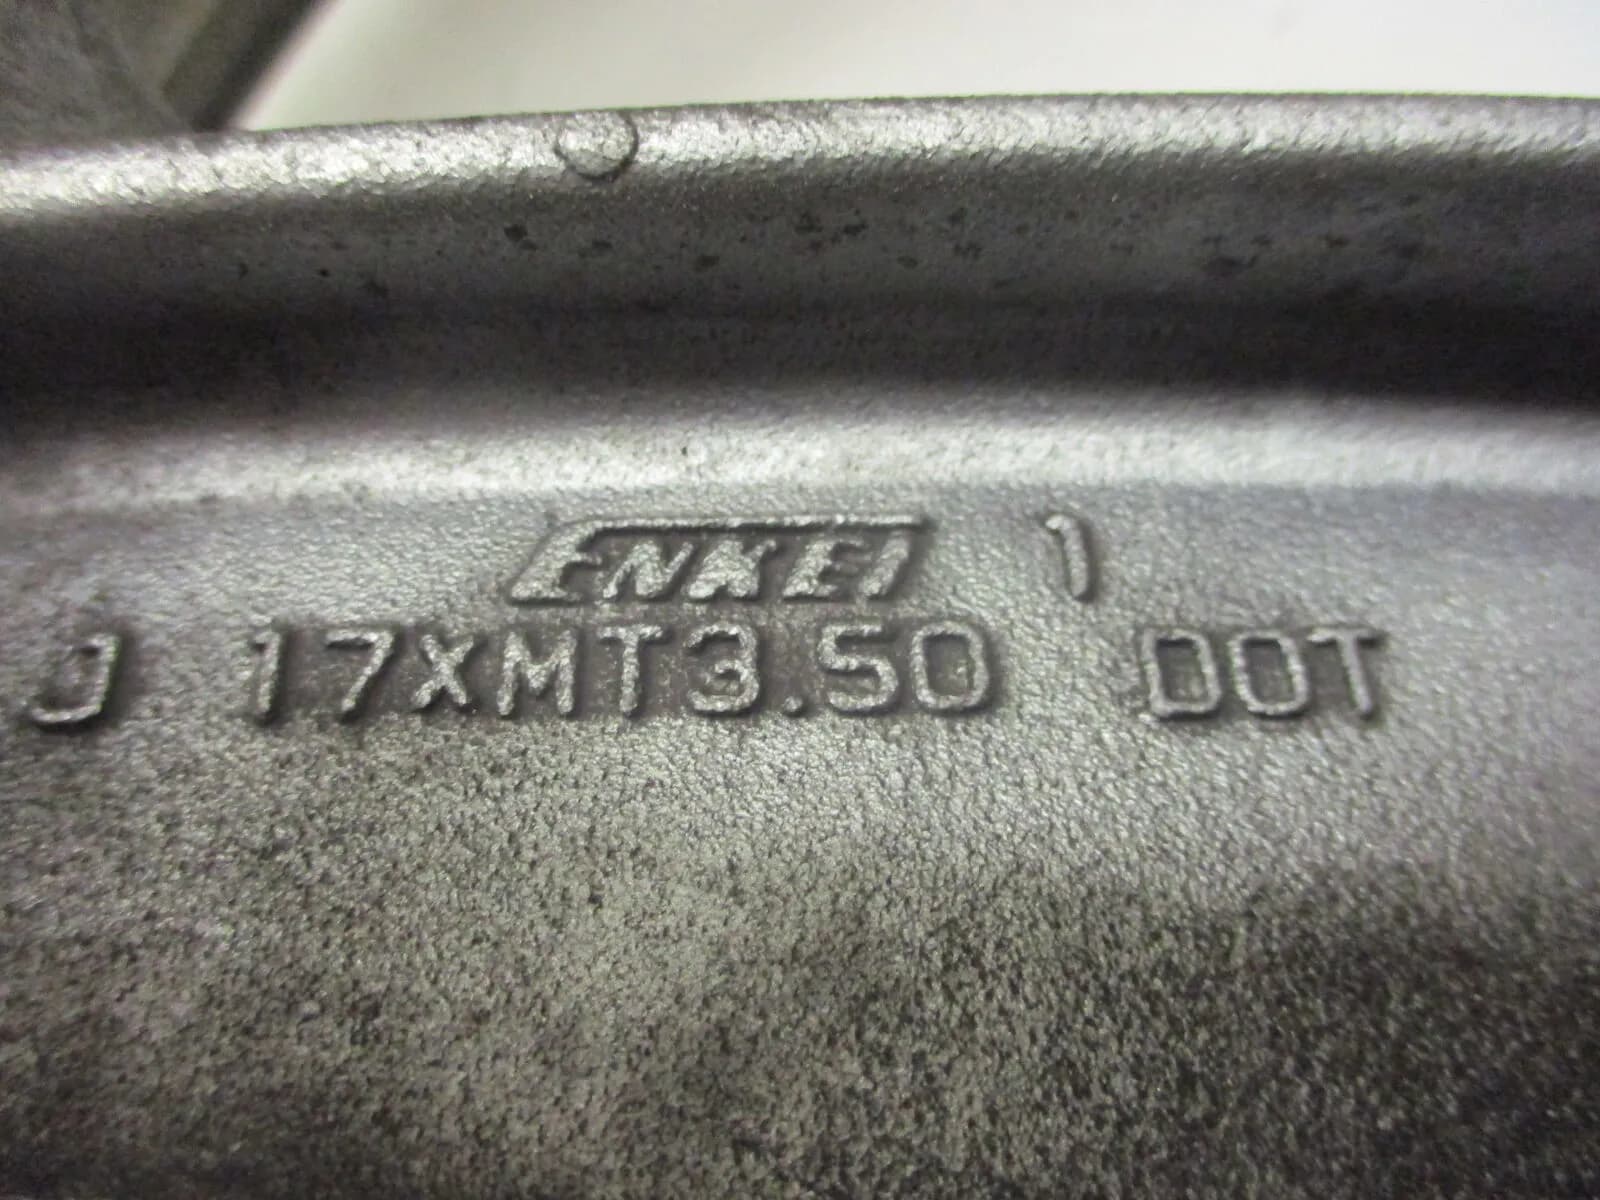 ENKEI 1
J 17XMT3.50 DOT